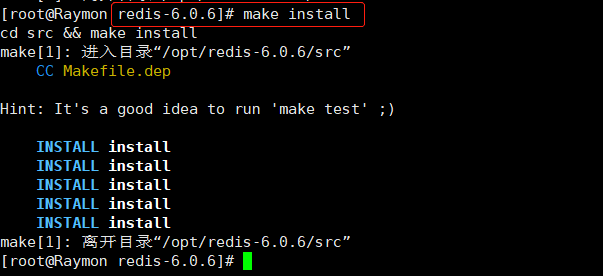 [root@Raymon redis-6.0.6]# make install
cd src && make install
make[1]: 进入目录“/opt/redis-6.0.6/src”
CC Makefile.dep
Hint: It's a good idea to run 'make test' ;)
INSTALL install
INSTALL install
INSTALL install
INSTALL install
INSTALL install
make[1]: 离开目录“/opt/redis-6.0.6/src”
[root@Raymon redis-6.0.6]#